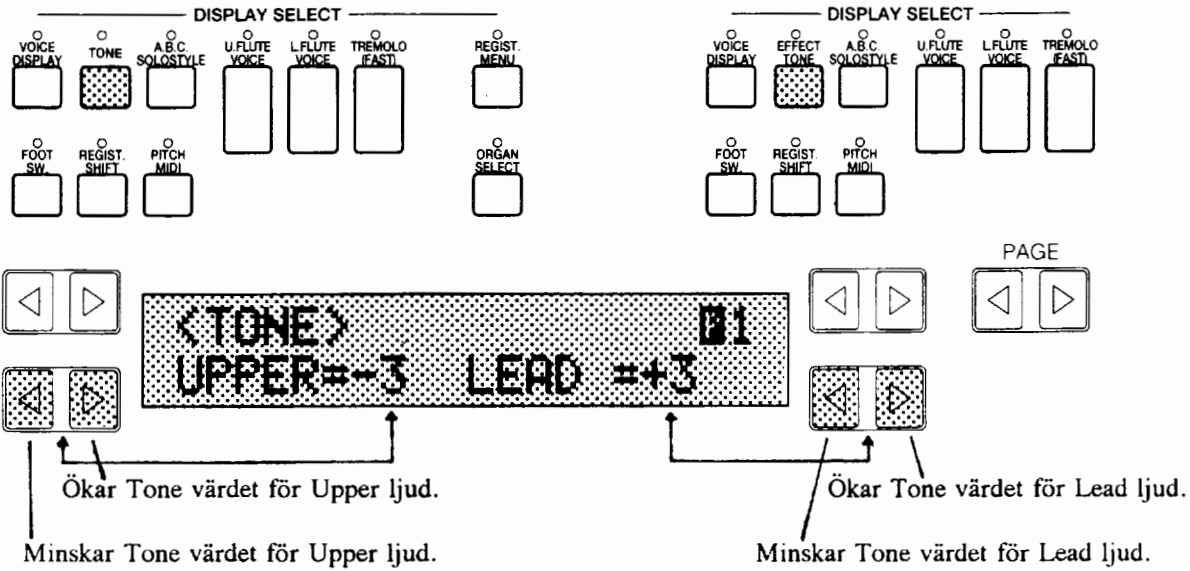 DISPLAY SELECT
VOICE DISPLAY
TONE
A.B.C. SOLOSTYLE
U.FLUTE VOICE
L.FLUTE VOICE
TREMOLO (FAST)
REGIST. MENU
FOOT SW.
REGIST. SHIFT
PITCH MIDI
ORGAN SELECT
DISPLAY SELECT
VOICE DISPLAY
EFFECT TONE
A.B.C. SOLOSTYLE
U.FLUTE VOICE
L.FLUTE VOICE
TREMOLO (FAST)
FOOT SW.
REGIST. SHIFT
PITCH MIDI
PAGE
<TONE> P1
UPPER=-3 LEAD =+3
Ökar Tone värdet för Upper ljud.
Ökar Tone värdet för Lead ljud.
Minskar Tone värdet för Upper ljud.
Minskar Tone värdet för Lead ljud.